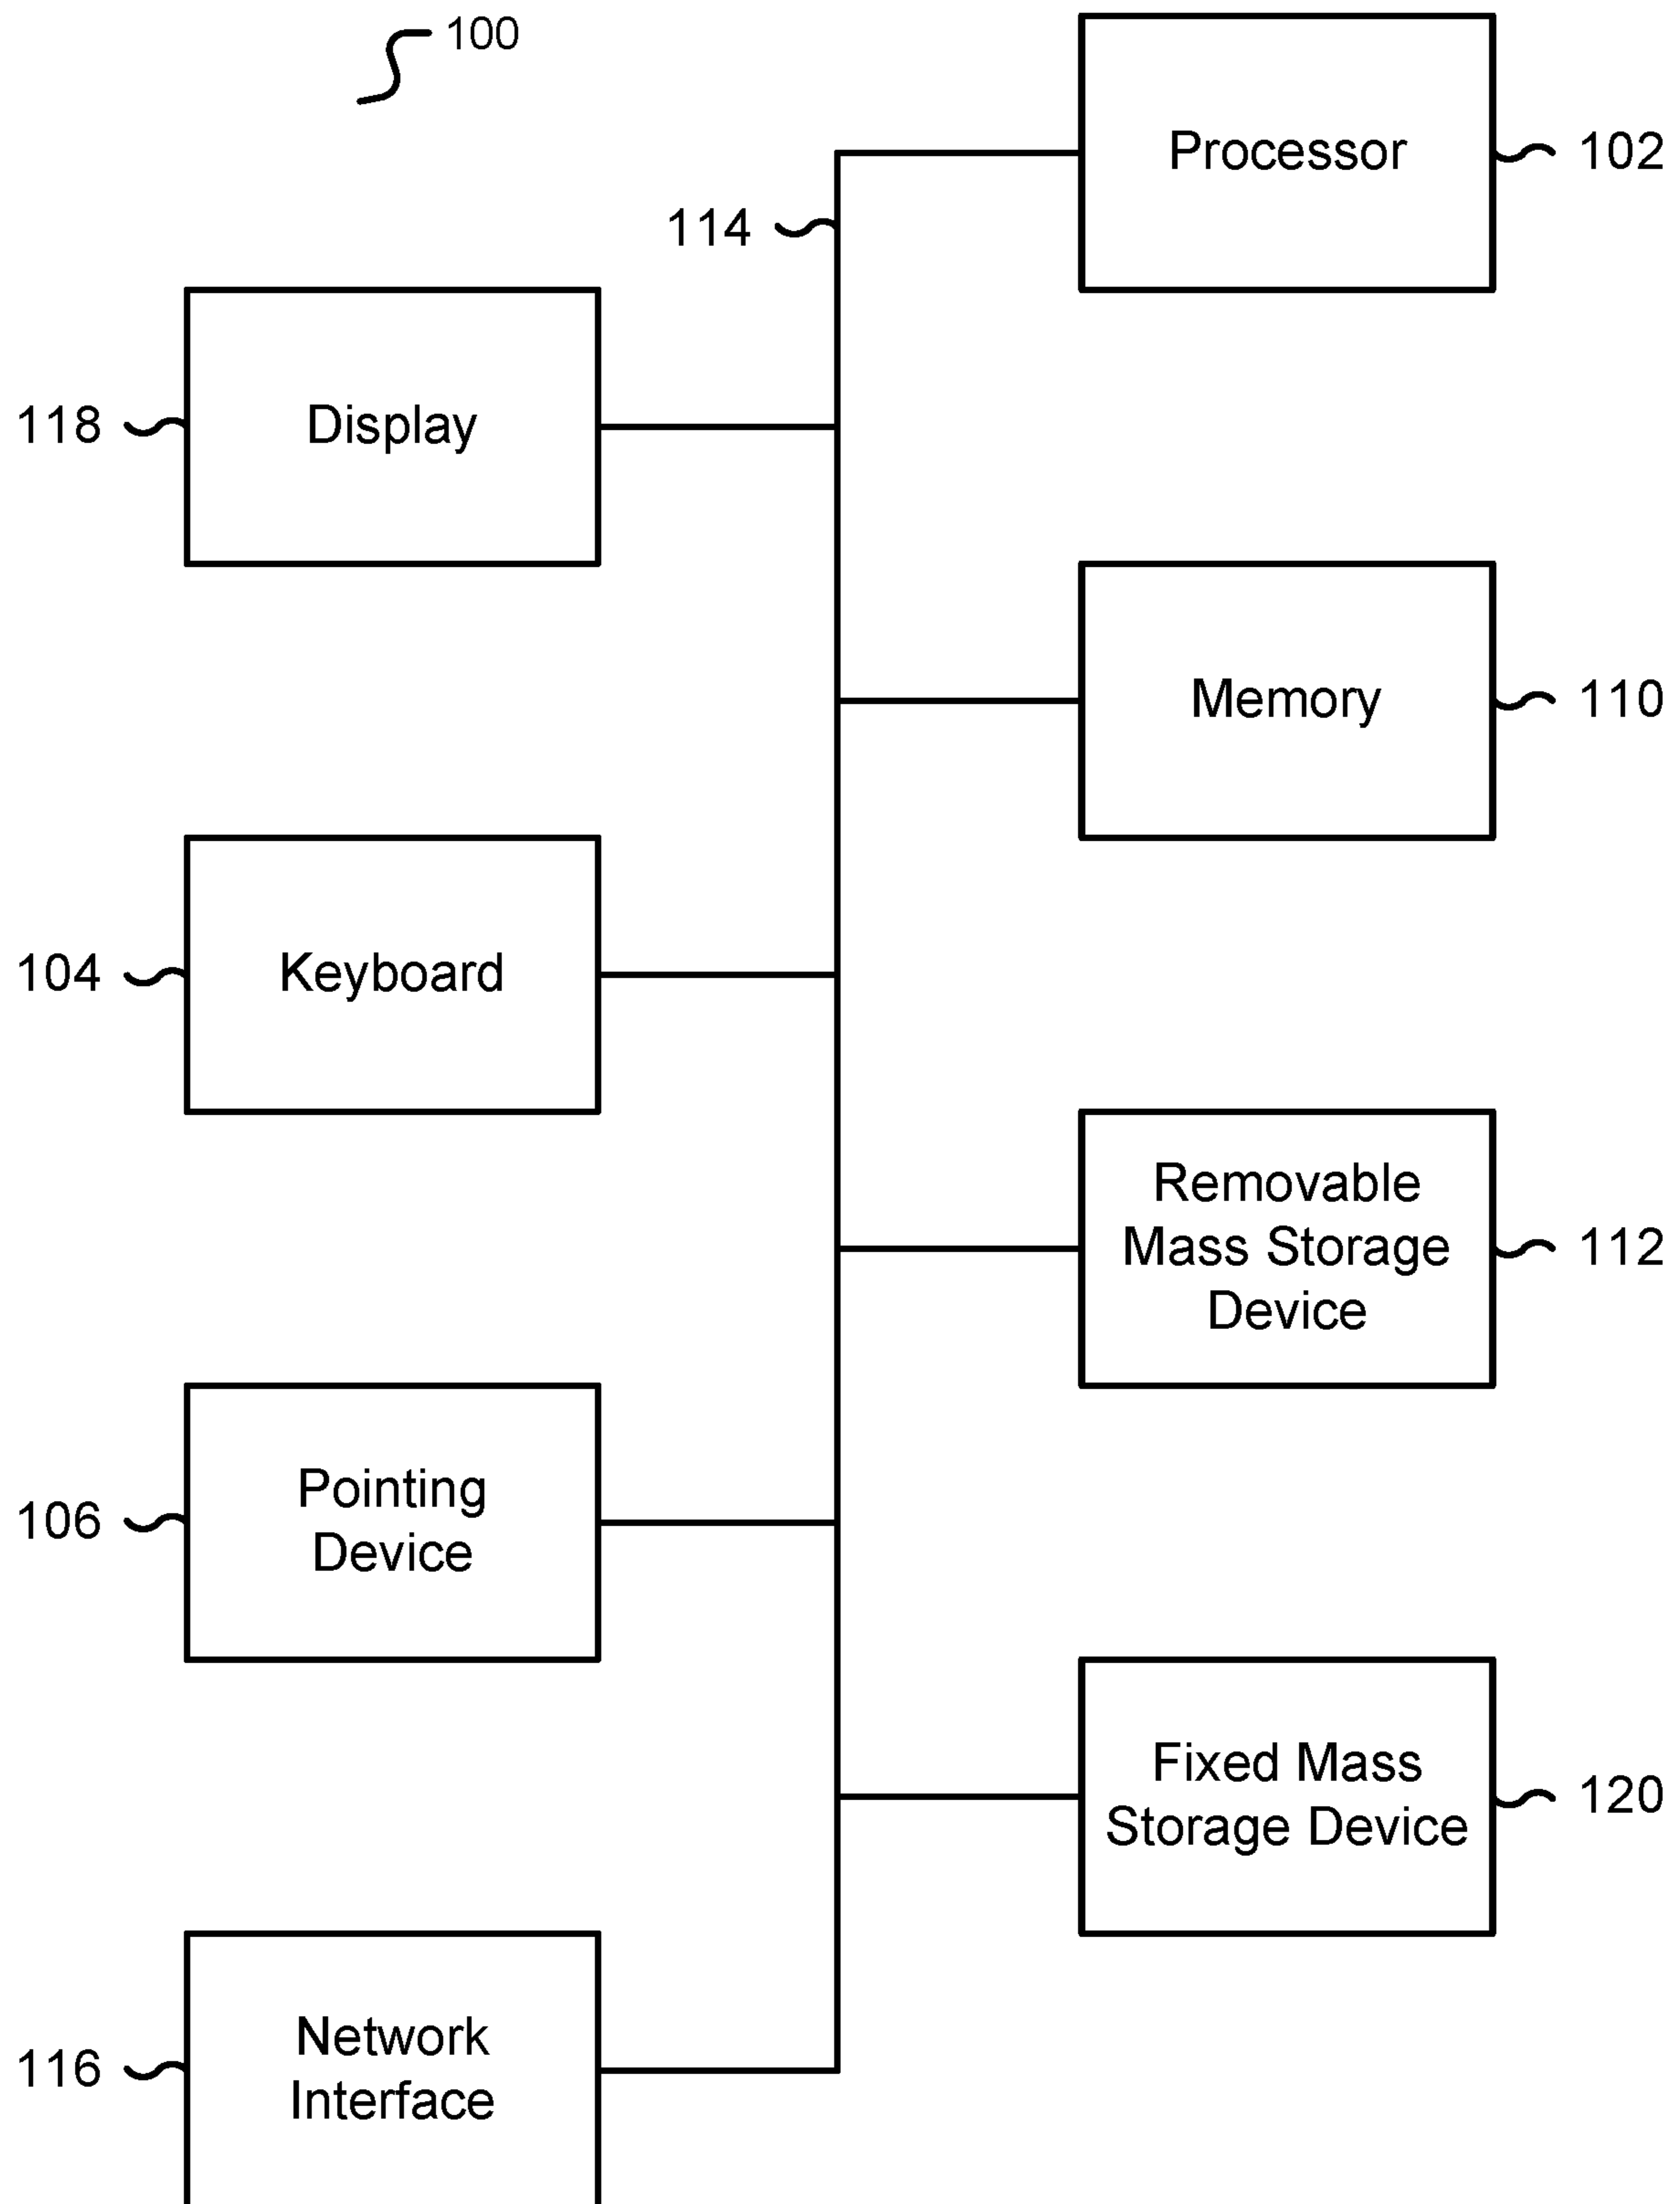 100
Processor
102
114
118
Display
Memory
110
104
Keyboard
Removable
Mass Storage
Device
112
106
Pointing
Device
Fixed Mass
Storage Device
120
116
Network
Interface